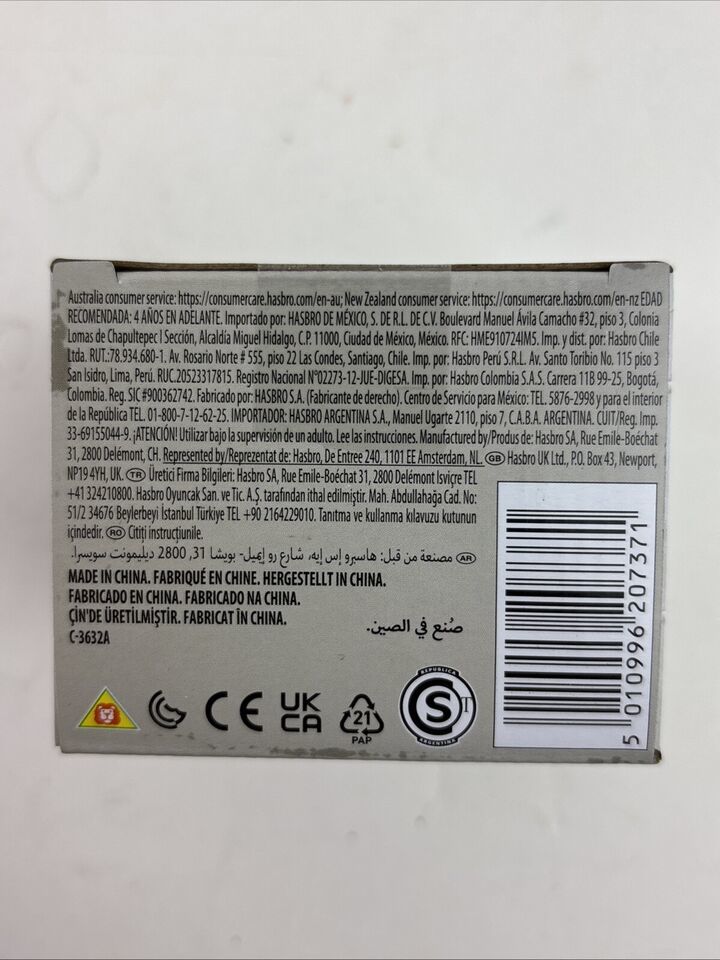 Australia consumer service: https://consumercare.hasbro.com/en-au; New Zealand consumer service: https://consumercare.hasbro.com/en-nz EDAD
RECOMENDADA: 4 AÑOS EN ADELANTE. Importado por: HASBRO DE MÉXICO, S. DE R.L. DE C.V. Boulevard Manuel Ávila Camacho #32, piso 3, Colonia
Lomas de Chapultepec I Sección, Alcaldía Miguel Hidalgo, C.P. 11000, Ciudad de México, México. RFC: HME910724IM5. Imp. y dist. por: Hasbro Chile
Ltda. RUT.:78.934.680-1. Av. Rosario Norte # 555, piso 22 Las Condes, Santiago, Chile. Imp. por: Hasbro Perú S.R.L. Av. Santo Toribio No. 115 piso 3
San Isidro, Lima, Perú. RUC.20523317815. Registro Nacional N°02273-12-JUE-DIGESA. Imp. por: Hasbro Colombia S.A.S. Carrera 11B 99-25, Bogotá,
Colombia. Reg. SIC #900362742. Fabricado por: HASBRO S.A. (Fabricante de derecho). Centro de Servicio para México: TEL. 5876-2998 y para el interior
de la República TEL. 01-800-7-12-62-25. IMPORTADOR: HASBRO ARGENTINA S.A., Manuel Ugarte 2110, piso 7, C.A.B.A. ARGENTINA. CUIT/Reg. Imp.
33-69155044-9. ¡ATENCIÓN! Utilizar bajo la supervisión de un adulto. Lee las instrucciones. Manufactured by/Produs de: Hasbro SA, Rue Emile-Boéchat
31, 2800 Delémont, CH. Represented by/Reprezentat de: Hasbro, De Entree 240, 1101 EE Amsterdam, NL. GB Hasbro UK Ltd., P.O. Box 43, Newport,
NP19 4YH, UK. TR Üretici Firma Bilgileri: Hasbro SA, Rue Emile-Boéchat 31, 2800 Delémont İsviçre TEL
+41 324210800. Hasbro Oyuncak San. ve Tic. A.Ş. tarafından ithal edilmiştir. Mah. Abdullahağa Cad. No:
51/2 34676 Beylerbeyi İstanbul Türkiye TEL +90 2164229010. Tanıtma ve kullanma kılavuzu kutunun
içindedir. RO Citiți instrucțiunile.
AR مصنعة من قبل: هاسبرو إس إيه، شارع رو إيميل- بويشا 31، 2800 ديليمونت سويسرا.
MADE IN CHINA. FABRIQUÉ EN CHINE. HERGESTELLT IN CHINA.
FABRICADO EN CHINA. FABRICADO NA CHINA.
ÇİN'DE ÜRETİLMİŞTİR. FABRICAT ÎN CHINA.
صُنع في الصين.
C-3632A
CE
UK
CA
21
PAP
REPUBLICA
S T
ARGENTINA
5 010996 207371